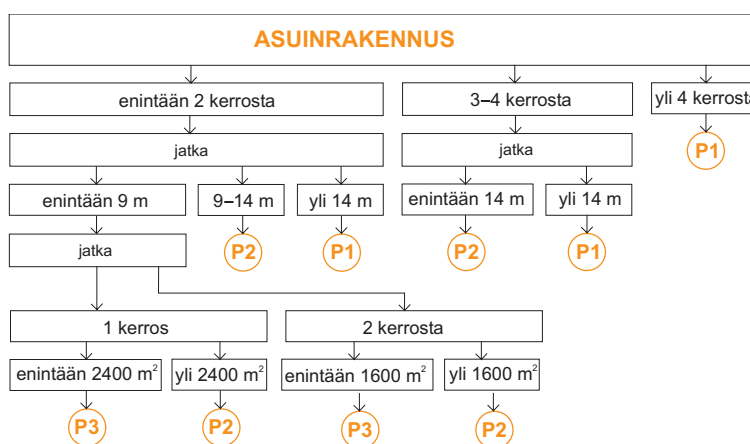 ASUINRAKENNUS
enintään 2 kerrosta
3–4 kerrosta
yli 4 kerrosta
jatka
jatka
P1
enintään 9 m
9–14 m
yli 14 m
enintään 14 m
yli 14 m
jatka
P2
P1
P2
P1
1 kerros
2 kerrosta
enintään 2400 m²
yli 2400 m²
enintään 1600 m²
yli 1600 m²
P3
P2
P3
P2